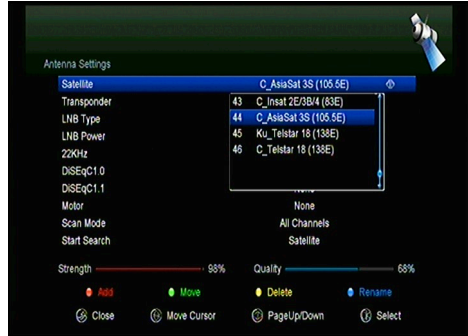 Antenna Settings
Satellite C_AsiaSat 3S (105.5E)
Transponder 43 C_Insat 2E/3B/4 (83E)
LNB Type 44 C_AsiaSat 3S (105.5E)
LNB Power 45 Ku_Telstar 18 (138E)
22KHz 46 C_Telstar 18 (138E)
DiSEqC1.0
DiSEqC1.1
Motor None
Scan Mode All Channels
Start Search Satellite
Strength 98% Quality 68%
Add Move Delete Rename
Close Move Cursor PageUp/Down Select